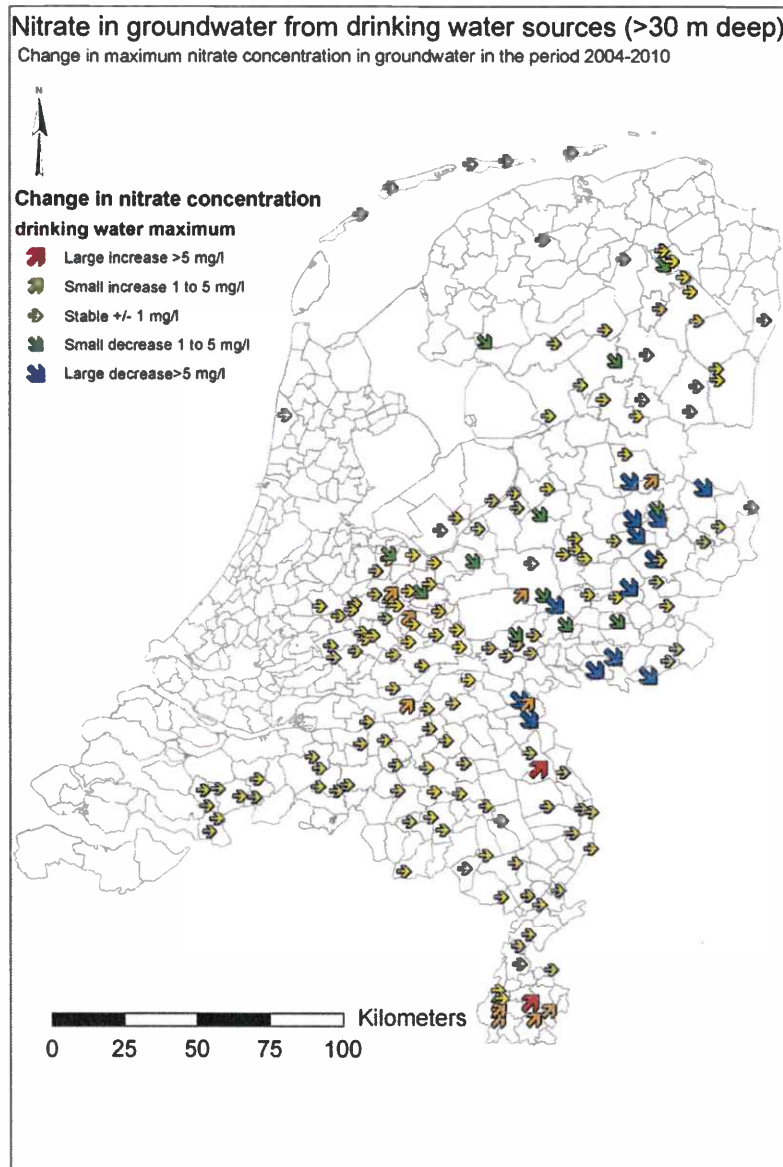 Nitrate in groundwater from drinking water sources (>30 m deep)
Change in maximum nitrate concentration in groundwater in the period 2004-2010
N
Change in nitrate concentration
drinking water maximum
Large increase >5 mg/l
Small increase 1 to 5 mg/l
Stable +/- 1 mg/l
Small decrease 1 to 5 mg/l
Large decrease>5 mg/l
Kilometers
0 25 50 75 100